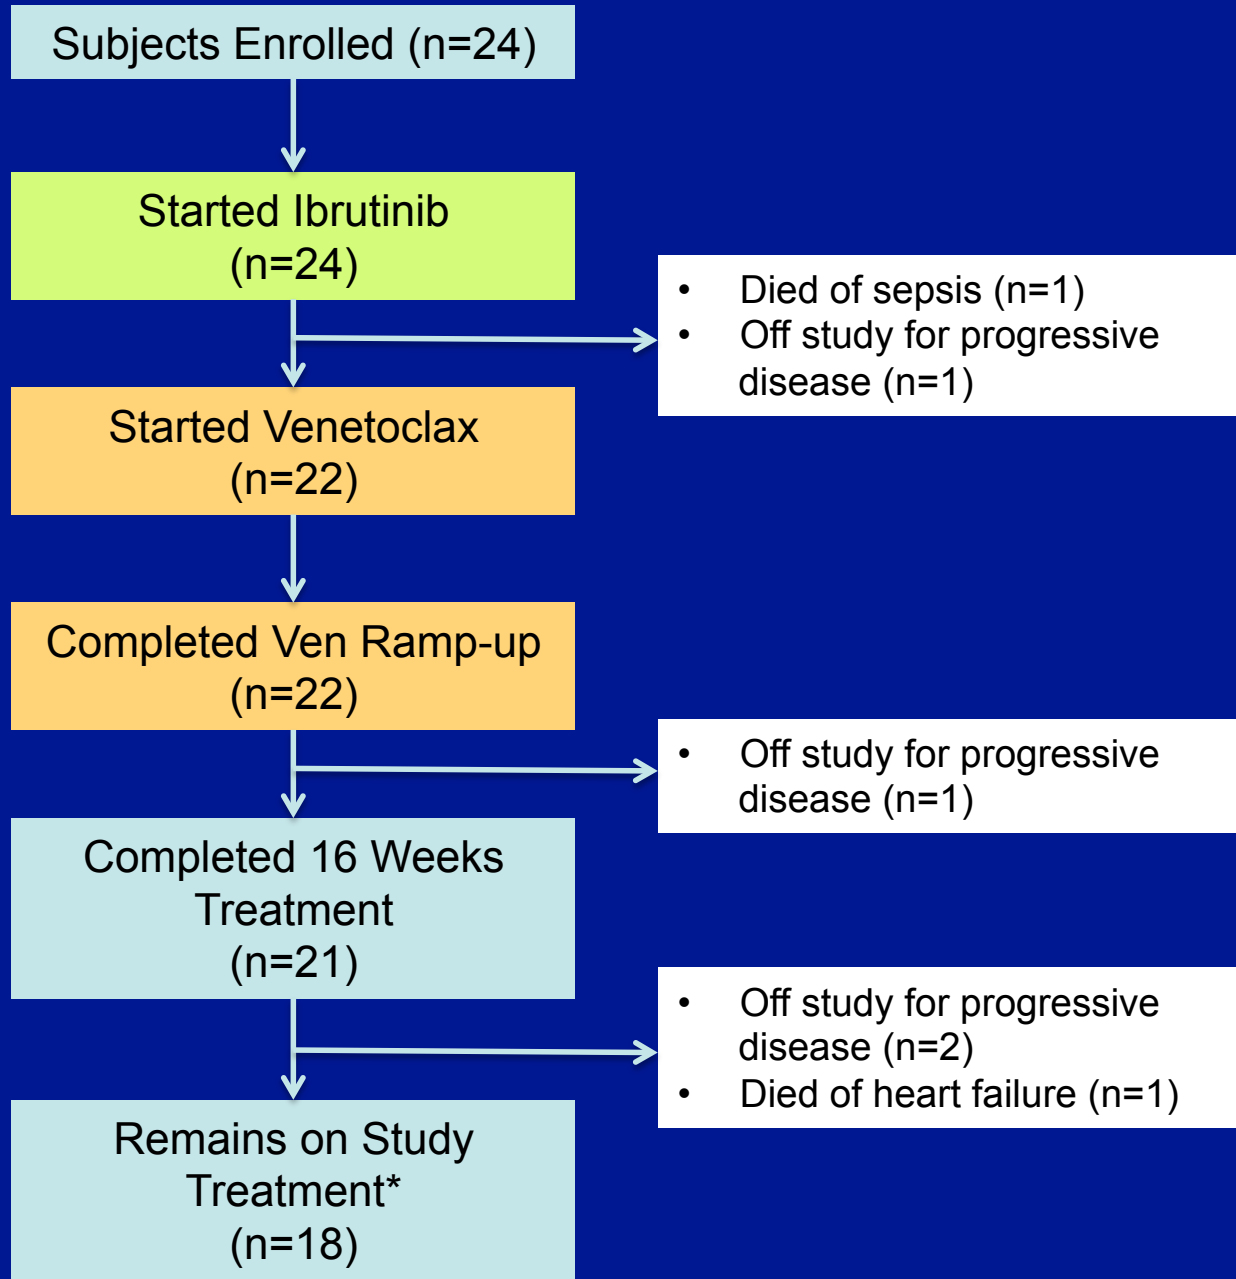 Subjects Enrolled (n=24)
Started Ibrutinib
(n=24)
• Died of sepsis (n=1)
• Off study for progressive
disease (n=1)
Started Venetoclax
(n=22)
Completed Ven Ramp-up
(n=22)
• Off study for progressive
disease (n=1)
Completed 16 Weeks
Treatment
(n=21)
• Off study for progressive
disease (n=2)
• Died of heart failure (n=1)
Remains on Study
Treatment*
(n=18)